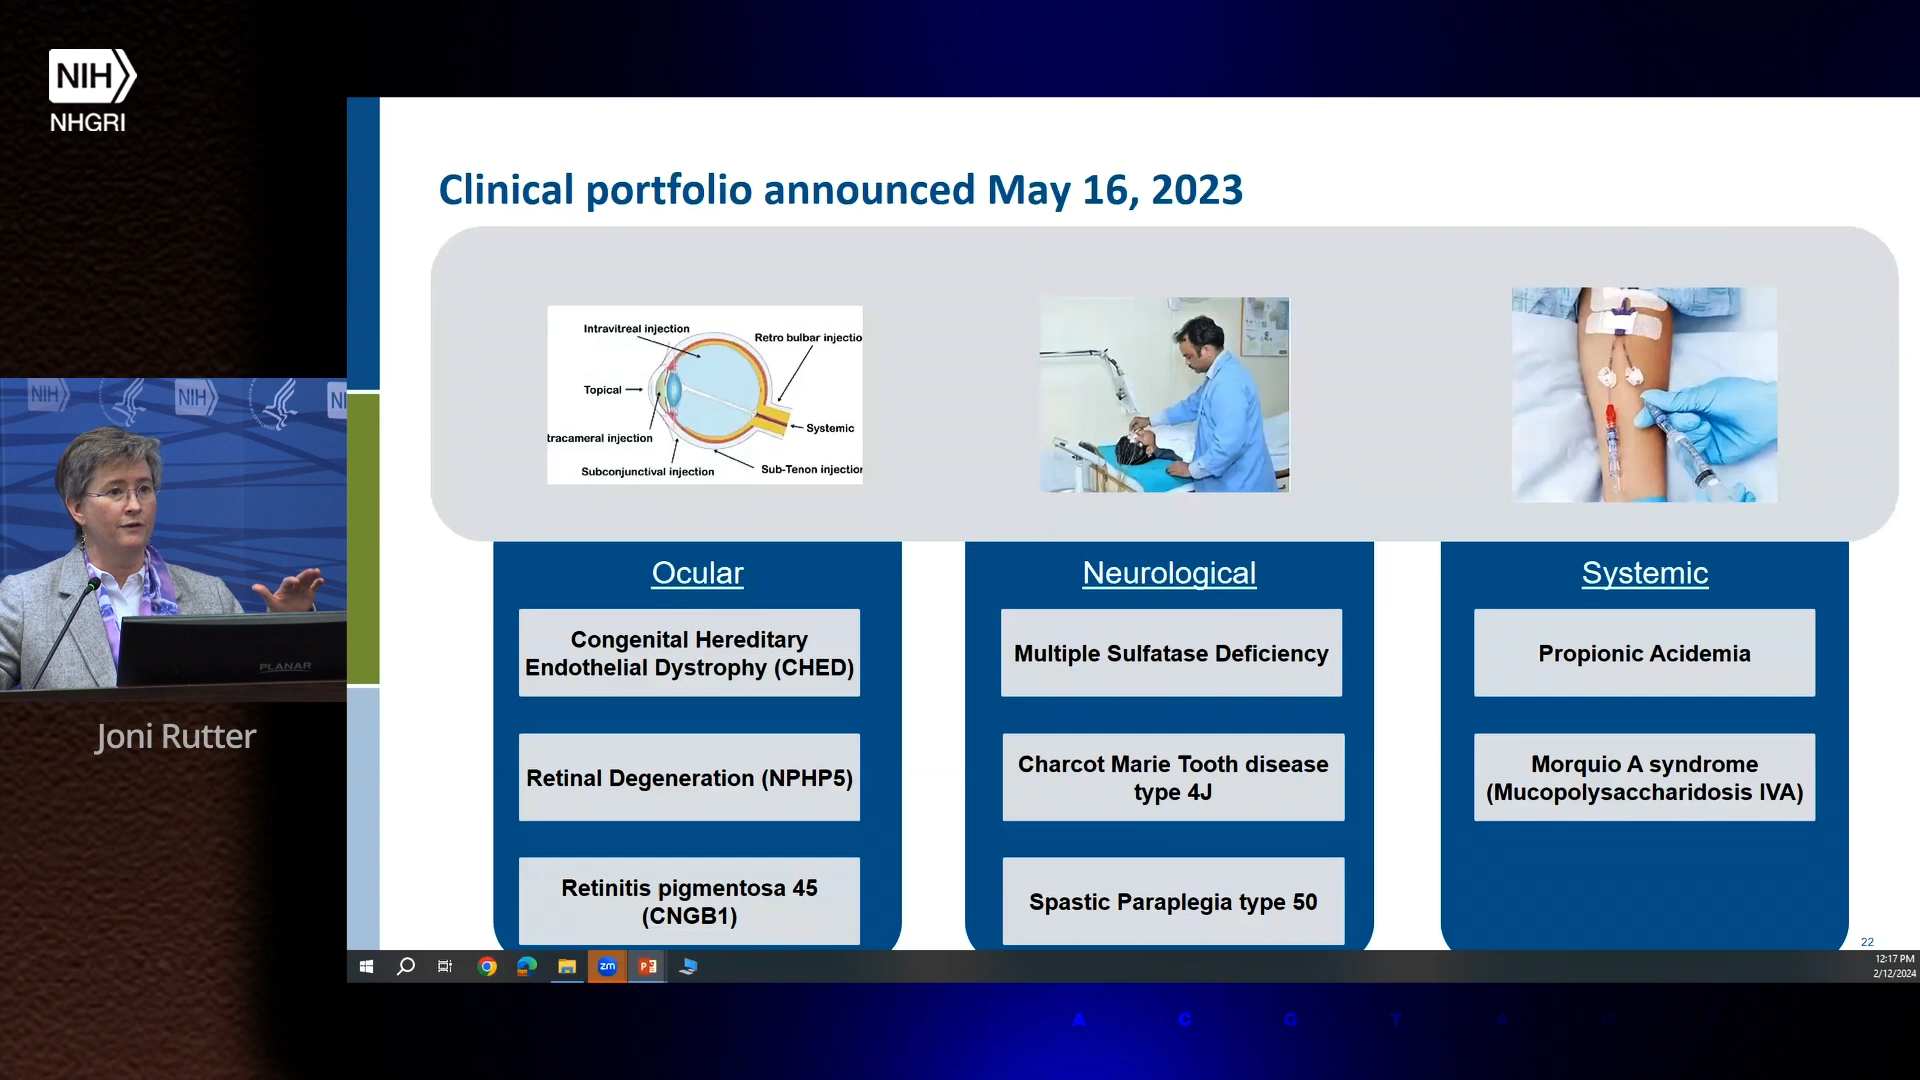 NIH
NHGRI
Clinical portfolio announced May 16, 2023
Intravitreal injection
Retro bulbar injectio
Topical
Systemic
tracameral injection
Subconjunctival injection
Sub-Tenon injection
Ocular
Congenital Hereditary
Endothelial Dystrophy (CHED)
Retinal Degeneration (NPHP5)
Retinitis pigmentosa 45
(CNGB1)
Neurological
Multiple Sulfatase Deficiency
Charcot Marie Tooth disease
type 4J
Spastic Paraplegia type 50
Systemic
Propionic Acidemia
Morquio A syndrome
(Mucopolysaccharidosis IVA)
22
NIH
NIH
NI
PLANAR
Joni Rutter
zm
P
12:17 PM
2/12/2024
A C G T A C